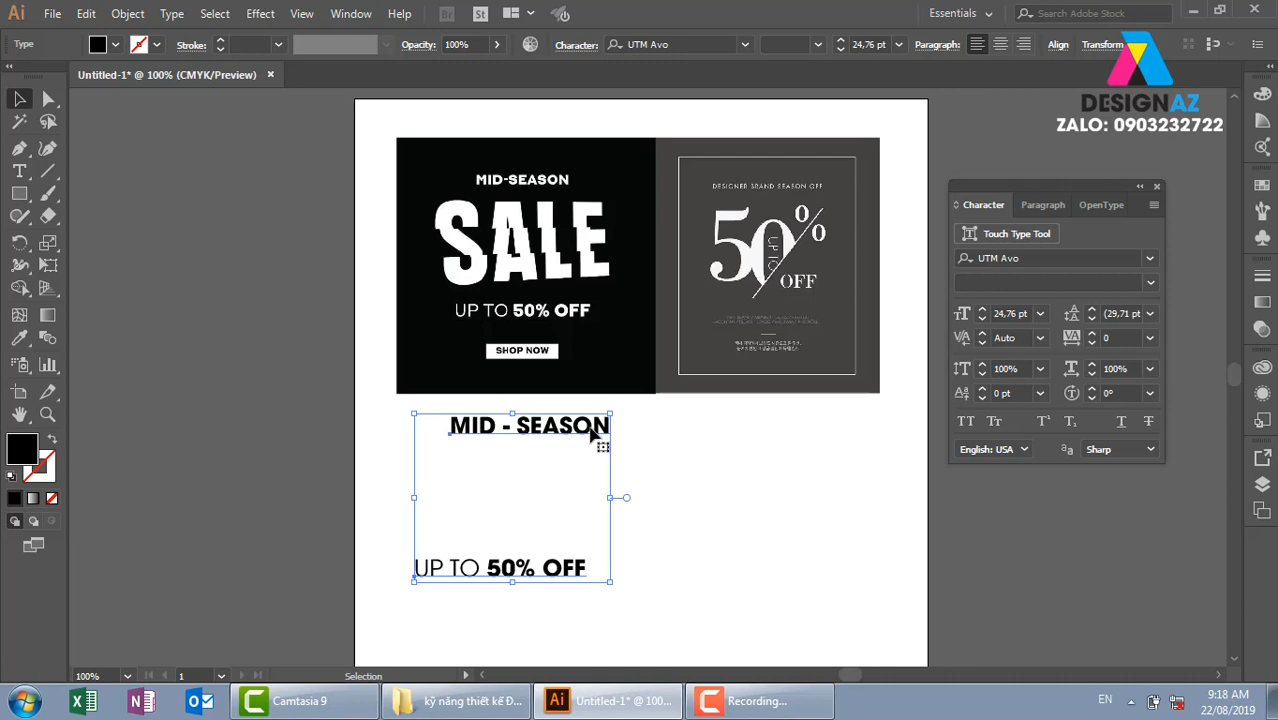 Ai
File
Edit
Object
Type
Select
Effect
View
Window
Help
Br
St
Essentials
Search Adobe Stock
Type
Stroke:
Opacity:
100%
Character:
UTM Avo
24,76 pt
Paragraph:
Align
Transform
Untitled-1* @ 100% (CMYK/Preview)
DESIGNAZ
ZALO: 0903232722
MID-SEASON
SALE
UP TO 50% OFF
SHOP NOW
DESIGNER BRAND SEASON OFF
50%
UP TO
OFF
MID - SEASON
UP TO 50% OFF
Character
Paragraph
OpenType
Touch Type Tool
UTM Avo
24,76 pt
(29,71 pt
Auto
0
100%
100%
0 pt
0°
English: USA
Sharp
100%
1
Selection
Camtasia 9
kỹ năng thiết kế Đ...
Untitled-1* @ 100...
Recording...
EN
9:18 AM
22/08/2019